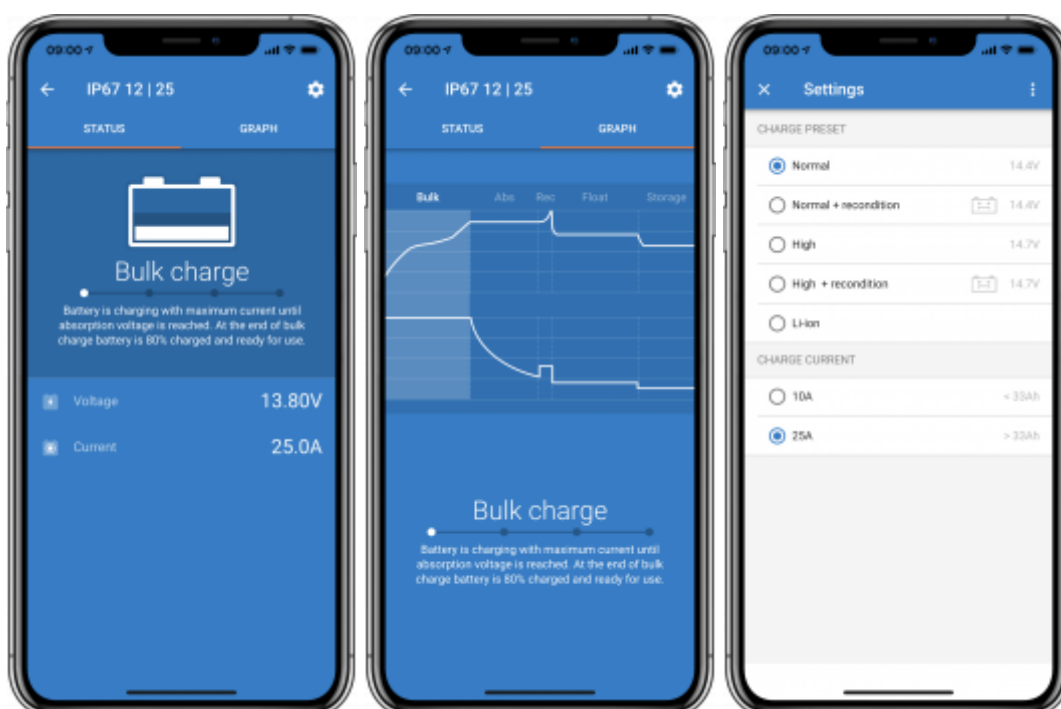 09:00
IP67 12 | 25
STATUS GRAPH
Bulk charge
Battery is charging with maximum current until
absorption voltage is reached. At the end of bulk
charge battery is 80% charged and ready for use.
Voltage 13.80V
Current 25.0A
09:00
IP67 12 | 25
STATUS GRAPH
Bulk Abs Rec Float Storage
Bulk charge
Battery is charging with maximum current until
absorption voltage is reached. At the end of bulk
charge battery is 80% charged and ready for use.
09:00
Settings
CHARGE PRESET
Normal 14.4V
Normal + recondition 14.4V
High 14.7V
High + recondition 14.7V
Li-ion
CHARGE CURRENT
10A < 33Ah
25A > 33Ah